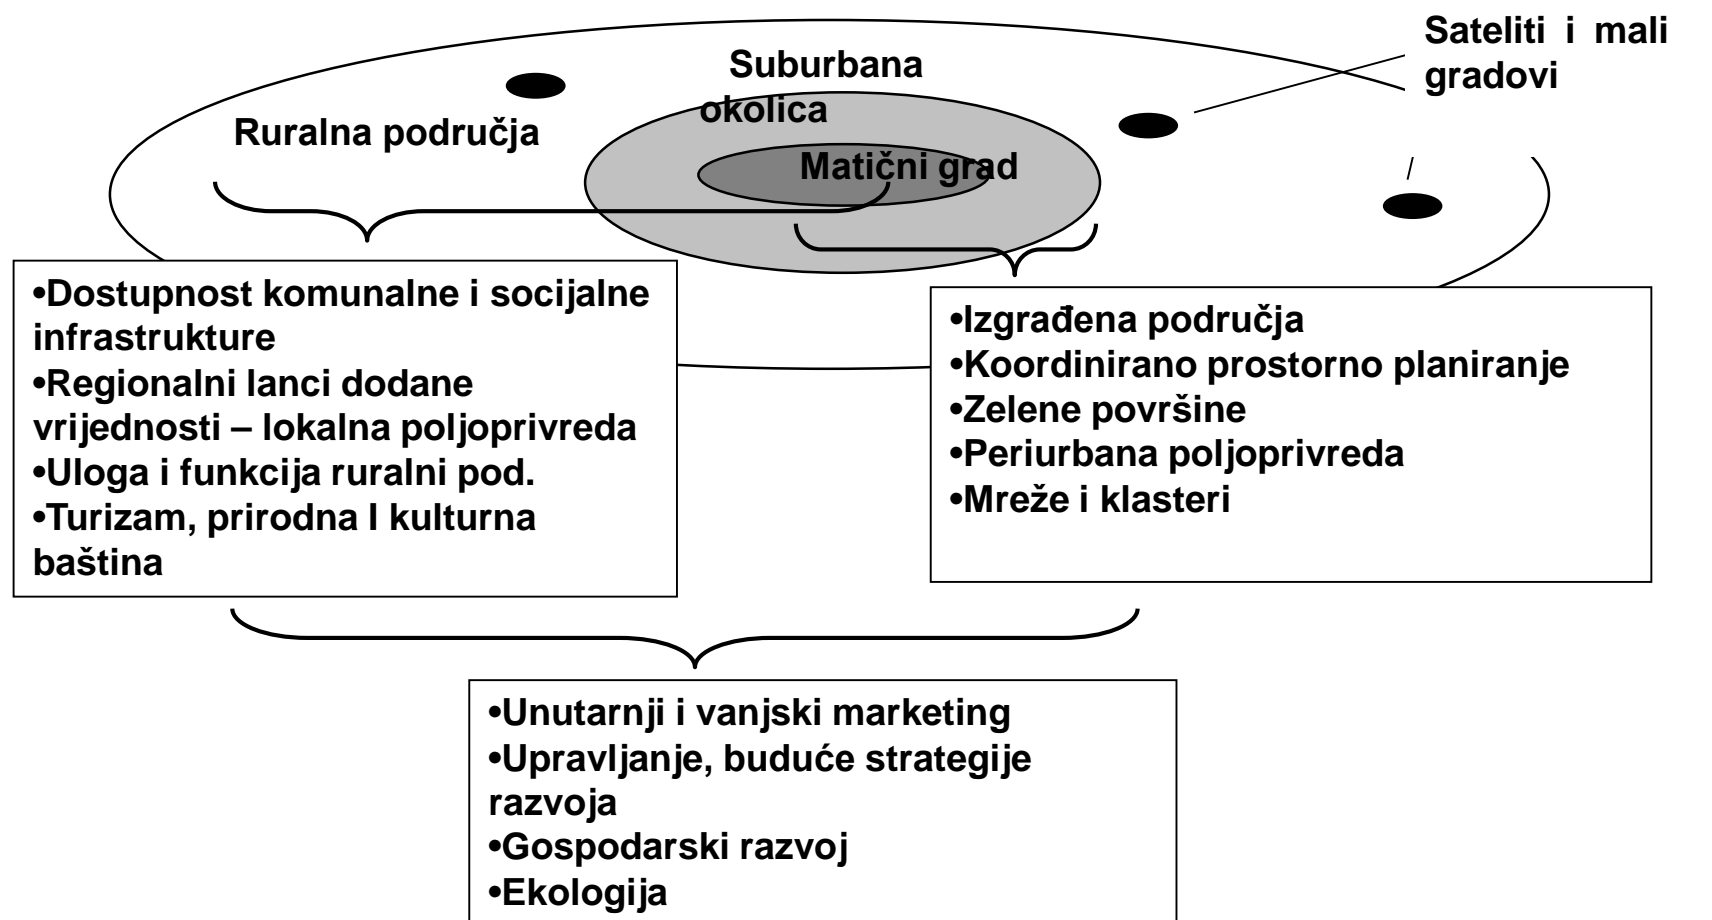 Sateliti i mali
gradovi
Suburbana
okolica
Ruralna područja
Matični grad
•Dostupnost komunalne i socijalne
infrastrukture
•Regionalni lanci dodane
vrijednosti – lokalna poljoprivreda
•Uloga i funkcija ruralni pod.
•Turizam, prirodna I kulturna
baština
•Izgrađena područja
•Koordinirano prostorno planiranje
•Zelene površine
•Periurbana poljoprivreda
•Mreže i klasteri
•Unutarnji i vanjski marketing
•Upravljanje, buduće strategije
razvoja
•Gospodarski razvoj
•Ekologija